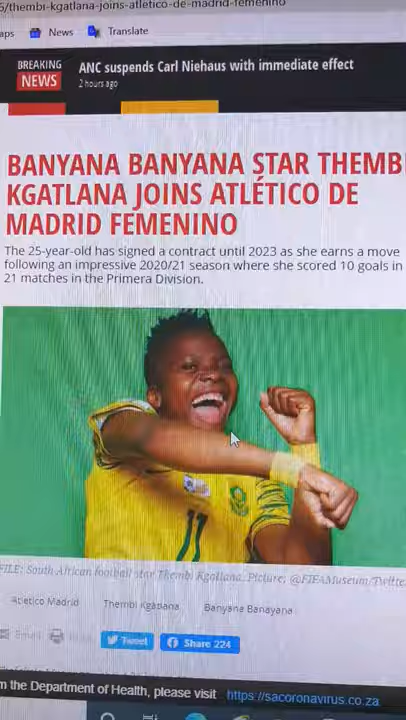 /thembi-kgatlana-joins-atletico-de-madrid-femenino
News Translate
BREAKING
NEWS
ANC suspends Carl Niehaus with immediate effect
2 hours ago
BANYANA BANYANA STAR THEMB
KGATLANA JOINS ATLÉTICO DE
MADRID FEMENINO
The 25-year-old has signed a contract until 2023 as she earns a move
following an impressive 2020/21 season where she scored 10 goals in
21 matches in the Primera Division.
11
FILE: South African football star Thembi Kgatlana. Picture: @FIFAMuseum/Twitte
Atletico Madrid Thembi Kgatlana Banyana Banayana
Email Print Tweet Share 224
m the Department of Health, please visit https://sacoronavirus.co.za